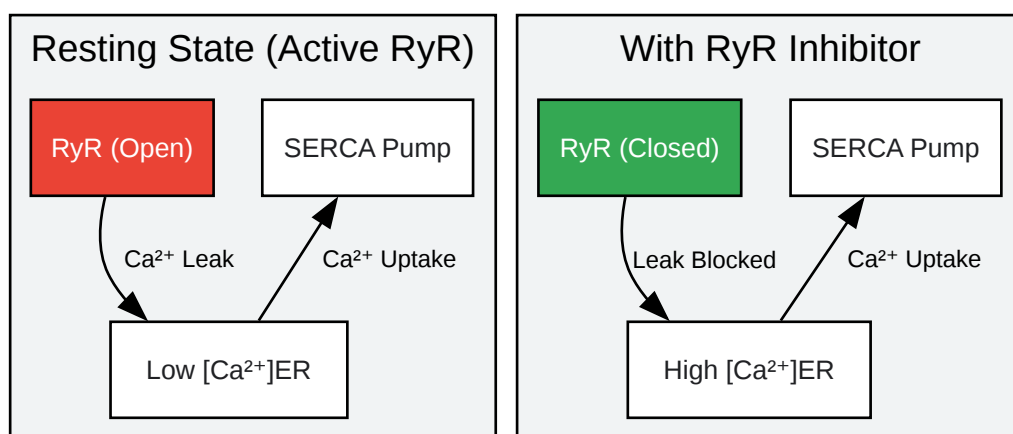 Resting State (Active RyR)
RyR (Open)
SERCA Pump
Ca²⁺ Leak
Ca²⁺ Uptake
Low [Ca²⁺]ER
With RyR Inhibitor
RyR (Closed)
SERCA Pump
Leak Blocked
Ca²⁺ Uptake
High [Ca²⁺]ER